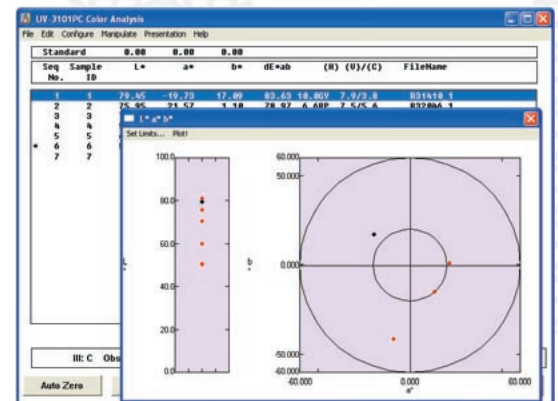 UV-3101PC Color Analysis
File Edit Configure Manipulate Presentation Help
Standard 0.00 0.00 0.00
Seq No. Sample ID L* a* b* dE*ab (H) (V)/(C) FileName
1 1 79.45 -19.73 17.09 83.63 10.0GY 7.9/3.8 R31410_1
2 2 75.95 21.57 1.10 78.97 6.6RP 7.5/5.6 R32046_1
3 3
4 4
5 5
* 6 6
7 7
L* a* b*
Set Limits... Plot!
100.0
80.0
60.0
40.0
20.0
0.0
L*
60.000
50.000
0.000
-50.000
-60.000
b*
-60.000 0.000 60.000
a*
III: C Obs
Auto Zero